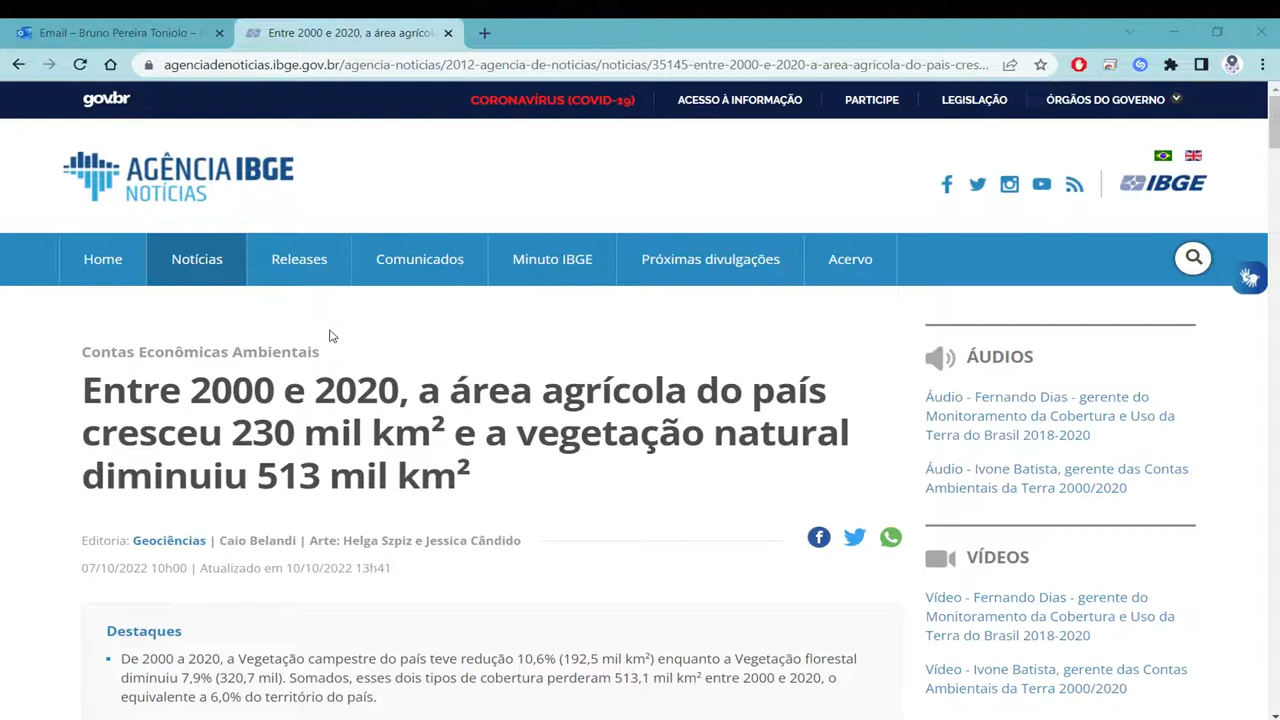 Email – Bruno Pereira Toniolo –
Entre 2000 e 2020, a área agrícol
agenciadenoticias.ibge.gov.br/agencia-noticias/2012-agencia-de-noticias/noticias/35145-entre-2000-e-2020-a-area-agricola-do-pais-cres...
gov.br
CORONAVÍRUS (COVID-19)
ACESSO À INFORMAÇÃO
PARTICIPE
LEGISLAÇÃO
ÓRGÃOS DO GOVERNO
AGÊNCIA IBGE
NOTÍCIAS
IBGE
Home
Notícias
Releases
Comunicados
Minuto IBGE
Próximas divulgações
Acervo
Contas Econômicas Ambientais
Entre 2000 e 2020, a área agrícola do país
cresceu 230 mil km² e a vegetação natural
diminuiu 513 mil km²
Editoria: Geociências | Caio Belandi | Arte: Helga Szpiz e Jessica Cândido
07/10/2022 10h00 | Atualizado em 10/10/2022 13h41
Destaques
De 2000 a 2020, a Vegetação campestre do país teve redução 10,6% (192,5 mil km²) enquanto a Vegetação florestal
diminuiu 7,9% (320,7 mil). Somados, esses dois tipos de cobertura perderam 513,1 mil km² entre 2000 e 2020, o
equivalente a 6,0% do território do país.
ÁUDIOS
Áudio - Fernando Dias - gerente do
Monitoramento da Cobertura e Uso da
Terra do Brasil 2018-2020
Áudio - Ivone Batista, gerente das Contas
Ambientais da Terra 2000/2020
VÍDEOS
Vídeo - Fernando Dias - gerente do
Monitoramento da Cobertura e Uso da
Terra do Brasil 2018-2020
Vídeo - Ivone Batista, gerente das Contas
Ambientais da Terra 2000/2020